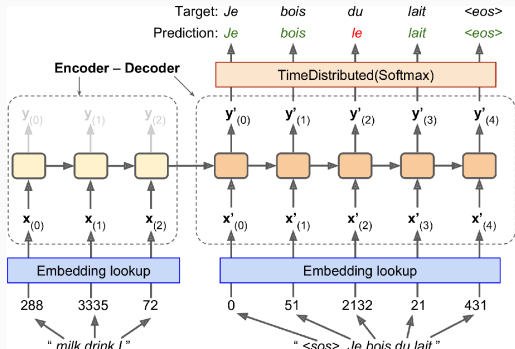 Target: Je bois du lait <eos>
Prediction: Je bois le lait <eos>
TimeDistributed(Softmax)
Encoder – Decoder
y(0) y(1) y(2) y'(0) y'(1) y'(2) y'(3) y'(4)
x(0) x(1) x(2) x'(0) x'(1) x'(2) x'(3) x'(4)
Embedding lookup Embedding lookup
288 3335 72 0 51 2132 21 431
“ milk drink I ” “ <sos> Je bois du lait ”